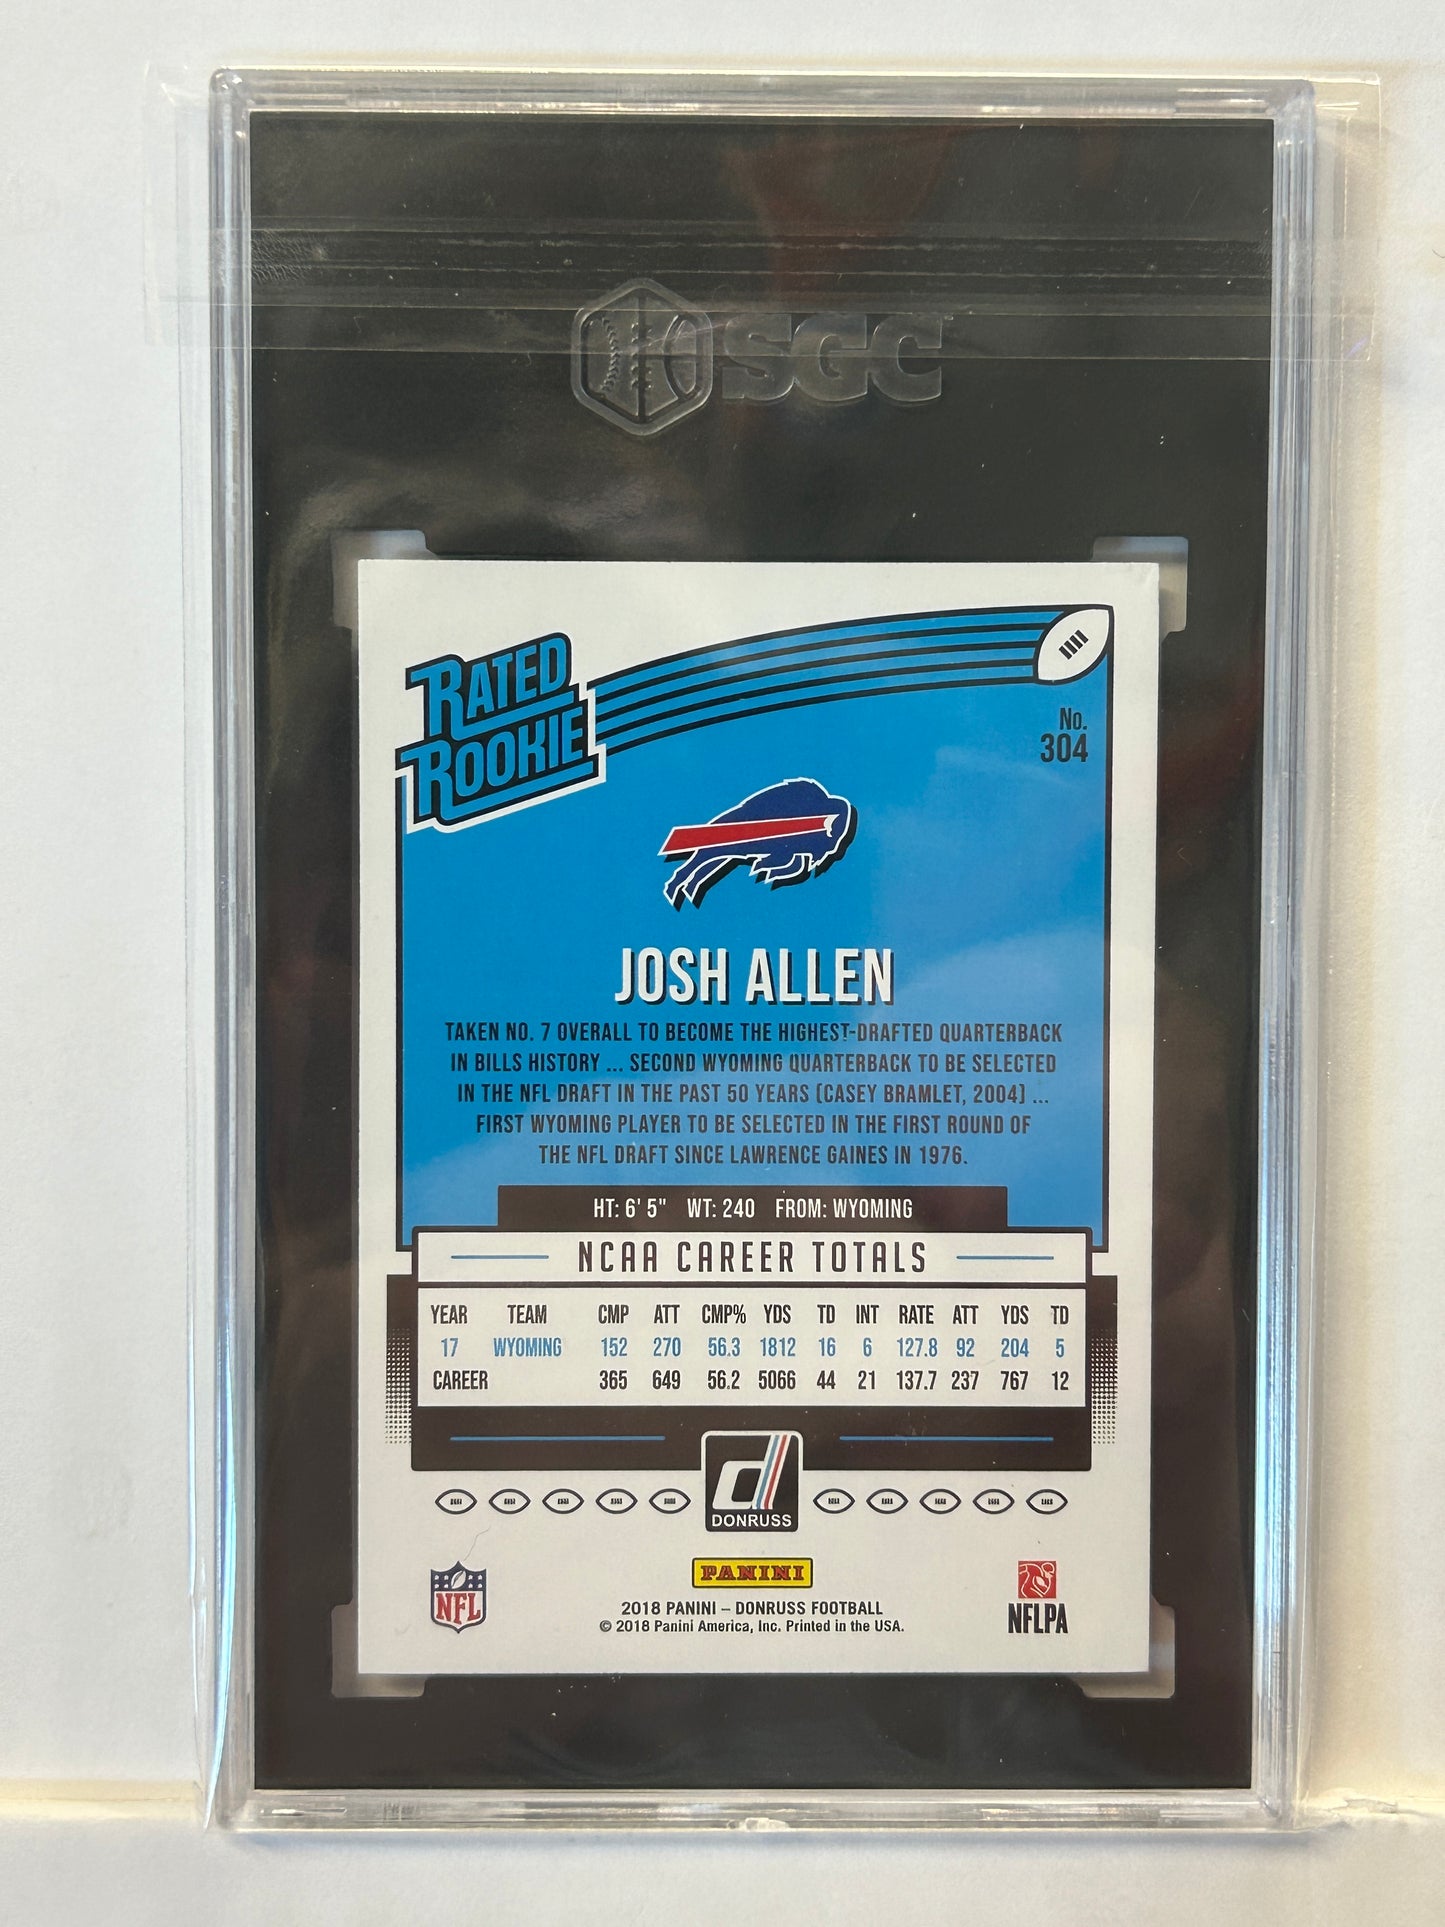 SGC
RATED
ROOKIE
No.
304
JOSH ALLEN
TAKEN NO. 7 OVERALL TO BECOME THE HIGHEST-DRAFTED QUARTERBACK
IN BILLS HISTORY ... SECOND WYOMING QUARTERBACK TO BE SELECTED
IN THE NFL DRAFT IN THE PAST 50 YEARS (CASEY BRAMLET, 2004) ...
FIRST WYOMING PLAYER TO BE SELECTED IN THE FIRST ROUND OF
THE NFL DRAFT SINCE LAWRENCE GAINES IN 1976.
HT: 6' 5" WT: 240 FROM: WYOMING
NCAA CAREER TOTALS
YEAR TEAM CMP ATT CMP% YDS TD INT RATE ATT YDS TD
17 WYOMING 152 270 56.3 1812 16 6 127.8 92 204 5
CAREER 365 649 56.2 5066 44 21 137.7 237 767 12
d
DONRUSS
NFL
PANINI
NFLPA
2018 PANINI – DONRUSS FOOTBALL
© 2018 Panini America, Inc. Printed in the USA.